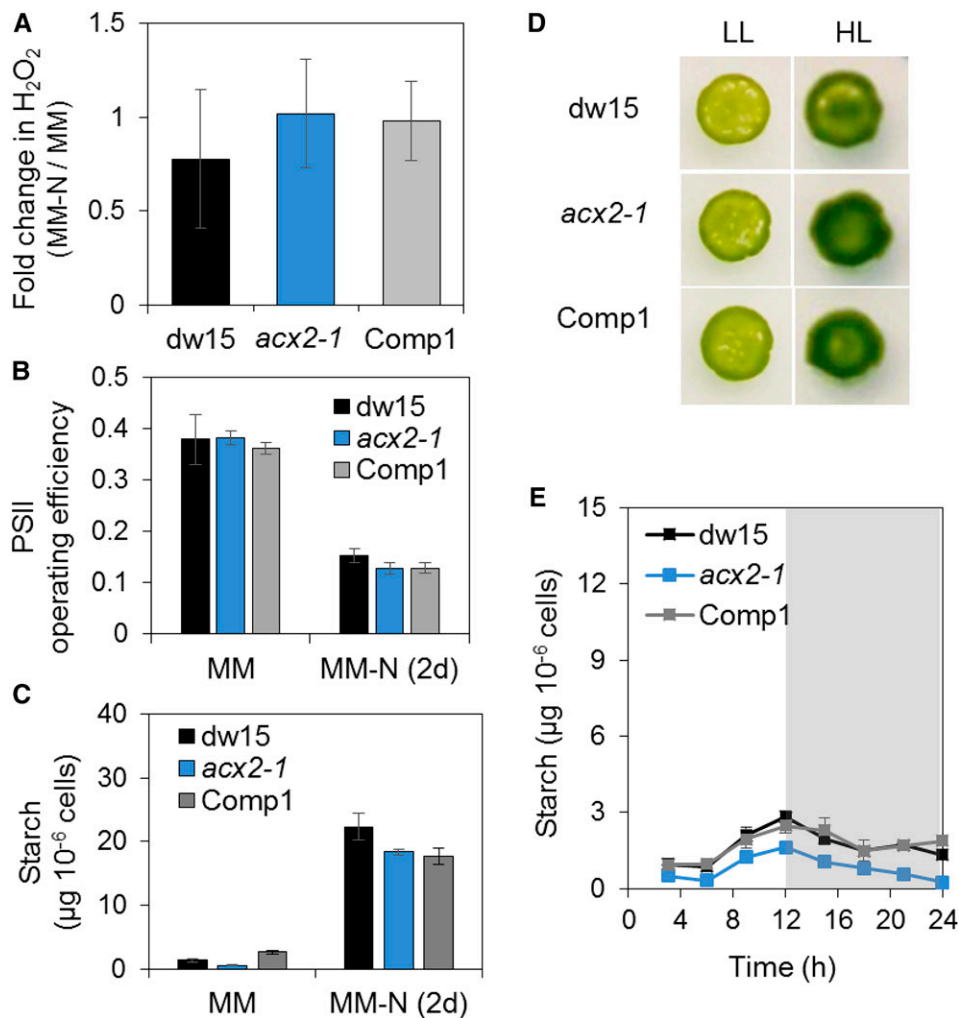 A
Fold change in H₂O₂
(MM-N / MM)
1.5
1
0.5
0
dw15 acx2-1 Comp1
B
PSII
operating efficiency
0.5
0.4
0.3
0.2
0.1
0
dw15
acx2-1
Comp1
MM MM-N (2d)
C
Starch
(µg 10⁻⁶ cells)
40
30
20
10
0
dw15
acx2-1
Comp1
MM MM-N (2d)
D
LL HL
dw15
acx2-1
Comp1
E
Starch (µg 10⁻⁶ cells)
15
12
9
6
3
0
dw15
acx2-1
Comp1
0 4 8 12 16 20 24
Time (h)